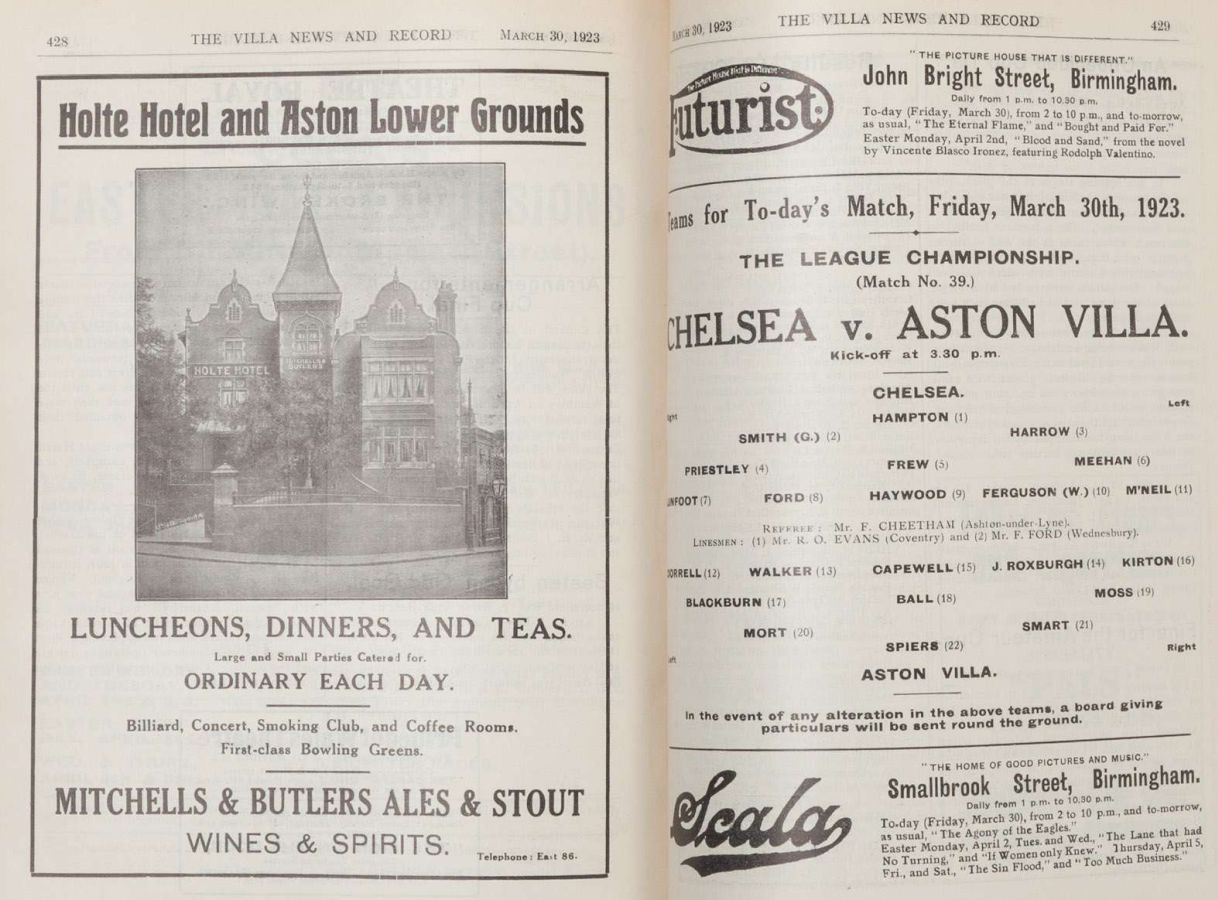 428 THE VILLA NEWS AND RECORD MARCH 30, 1923
Holte Hotel and Aston Lower Grounds
HOLTE HOTEL
MITCHELLS & BUTLERS
LUNCHEONS, DINNERS, AND TEAS.
Large and Small Parties Catered for.
ORDINARY EACH DAY.
Billiard, Concert, Smoking Club, and Coffee Rooms.
First-class Bowling Greens.
MITCHELLS & BUTLERS ALES & STOUT
WINES & SPIRITS.
Telephone: East 86.
MARCH 30, 1923 THE VILLA NEWS AND RECORD 429
The Picture House that is Different
Futurist
"THE PICTURE HOUSE THAT IS DIFFERENT."
John Bright Street, Birmingham.
Daily from 1 p.m. to 10.30 p.m.
To-day (Friday, March 30), from 2 to 10 p.m., and to-morrow,
as usual, "The Eternal Flame," and "Bought and Paid For."
Easter Monday, April 2nd, "Blood and Sand," from the novel
by Vincente Blasco Ironez, featuring Rodolph Valentino.
Teams for To-day's Match, Friday, March 30th, 1923.
THE LEAGUE CHAMPIONSHIP.
(Match No. 39.)
CHELSEA v. ASTON VILLA.
Kick-off at 3.30 p.m.
CHELSEA.
Left
HAMPTON (1)
SMITH (G.) (2) HARROW (3)
PRIESTLEY (4) FREW (5) MEEHAN (6)
NFOOT (7) FORD (8) HAYWOOD (9) FERGUSON (W.) (10) M'NEIL (11)
REFEREE: Mr. F. CHEETHAM (Ashton-under-Lyne).
LINESMEN: (1) Mr. R. O. EVANS (Coventry) and (2) Mr. F. FORD (Wednesbury).
ORRELL (12) WALKER (13) CAPEWELL (15) J. ROXBURGH (14) KIRTON (16)
BLACKBURN (17) BALL (18) MOSS (19)
MORT (20) SMART (21)
SPIERS (22)
Right
ASTON VILLA.
In the event of any alteration in the above teams, a board giving
particulars will be sent round the ground.
Scala
"THE HOME OF GOOD PICTURES AND MUSIC."
Smallbrook Street, Birmingham.
Daily from 1 p.m. to 10.30 p.m.
To-day (Friday, March 30), from 2 to 10 p.m., and to-morrow,
as usual, "The Agony of the Eagles."
Easter Monday, April 2, Tues. and Wed., "The Lane that had
No Turning," and "If Women only Knew." Thursday, April 5,
Fri., and Sat., "The Sin Flood," and "Too Much Business."